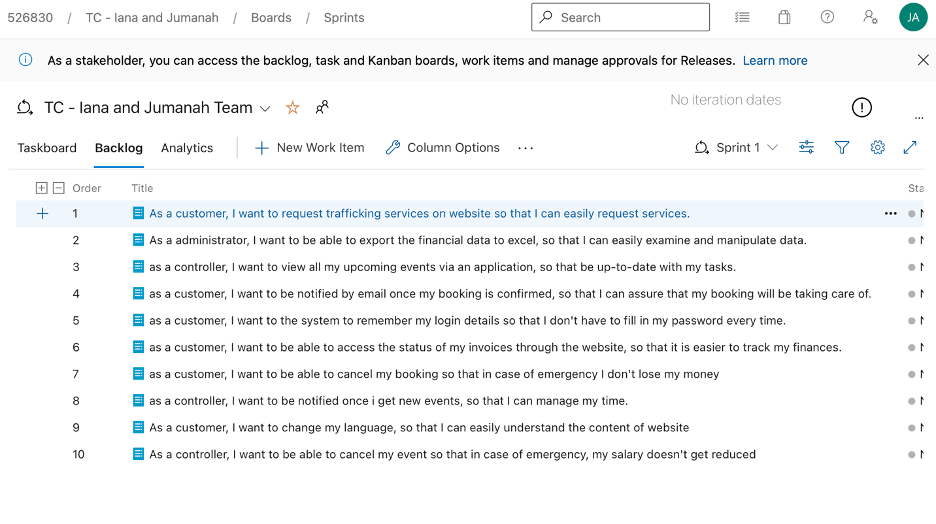 526830 / TC - Iana and Jumanah / Boards / Sprints Search JA
As a stakeholder, you can access the backlog, task and Kanban boards, work items and manage approvals for Releases. Learn more
TC - Iana and Jumanah Team No iteration dates
Taskboard Backlog Analytics New Work Item Column Options Sprint 1
Order Title Sta
1 As a customer, I want to request trafficking services on website so that I can easily request services.
2 As a administrator, I want to be able to export the financial data to excel, so that I can easily examine and manipulate data.
3 as a controller, I want to view all my upcoming events via an application, so that be up-to-date with my tasks.
4 as a customer, I want to be notified by email once my booking is confirmed, so that I can assure that my booking will be taking care of.
5 as a customer, I want to the system to remember my login details so that I don't have to fill in my password every time.
6 as a customer, I want to be able to access the status of my invoices through the website, so that it is easier to track my finances.
7 as a customer, I want to be able to cancel my booking so that in case of emergency I don't lose my money
8 as a controller, I want to be notified once i get new events, so that I can manage my time.
9 As a customer, I want to change my language, so that I can easily understand the content of website
10 As a controller, I want to be able to cancel my event so that in case of emergency, my salary doesn't get reduced